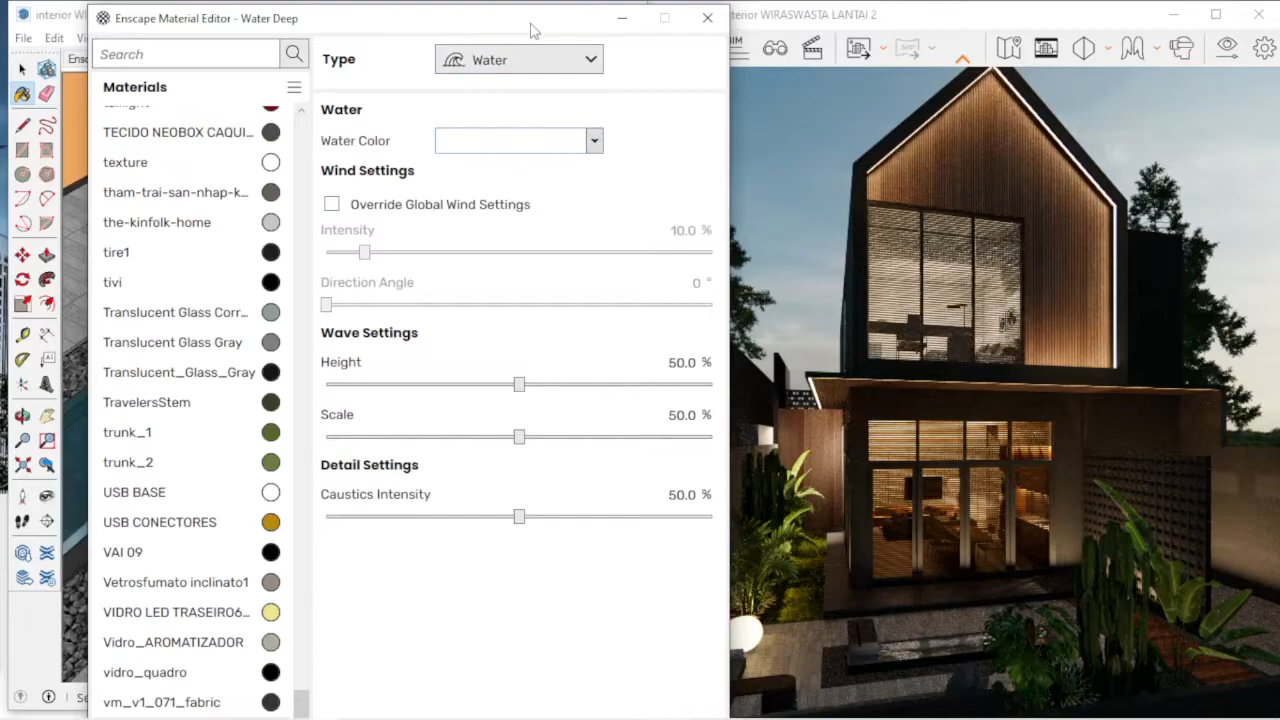 interior W
Enscape Material Editor - Water Deep
terior WIRASWASTA LANTAI 2
File
Edit
Search
Type
Water
Materials
Water
TECIDO NEOBOX CAQUI...
Water Color
texture
Wind Settings
tham-trai-san-nhap-k...
Override Global Wind Settings
the-kinfolk-home
Intensity
10.0 %
tire1
tivi
Direction Angle
0 °
Translucent Glass Corr...
Wave Settings
Translucent Glass Gray
Height
50.0 %
Translucent_Glass_Gray
TravelersStem
Scale
50.0 %
trunk_1
trunk_2
Detail Settings
USB BASE
Caustics Intensity
50.0 %
USB CONECTORES
VAI 09
Vetrosfumato inclinato1
VIDRO LED TRASEIRO6...
Vidro_AROMATIZADOR
vidro_quadro
vm_v1_071_fabric